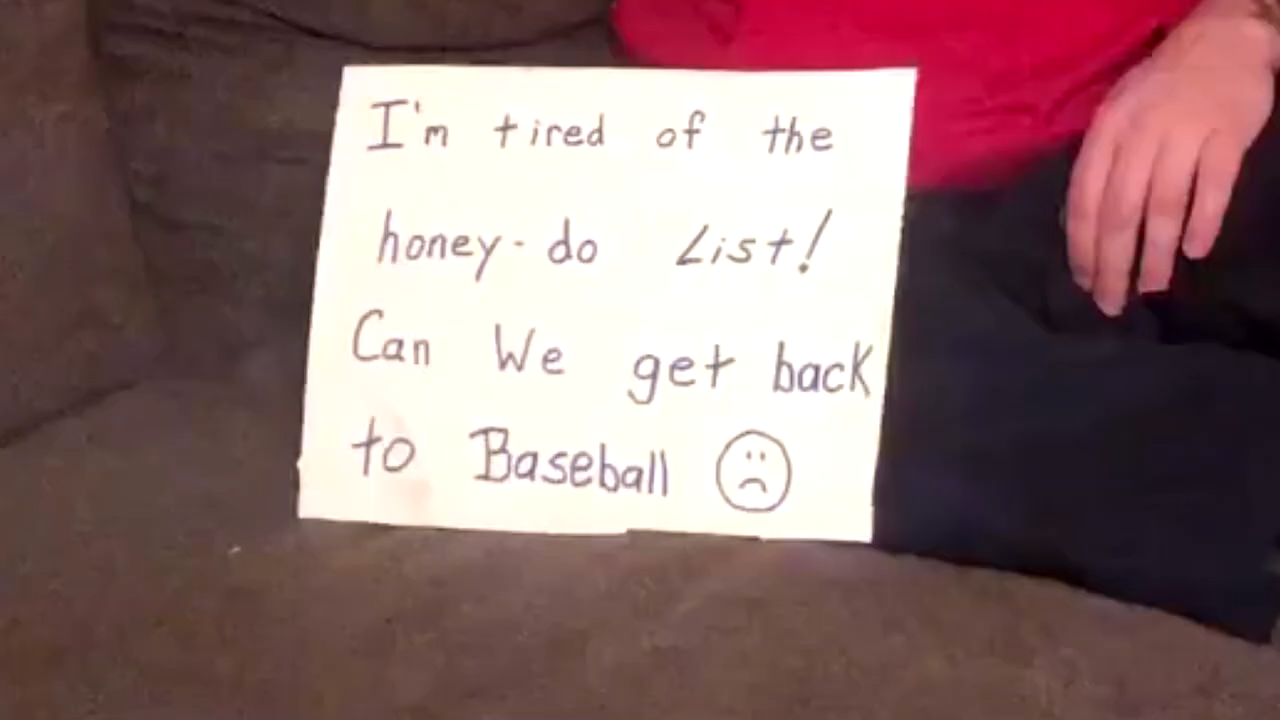 I'm tired of the
honey-do List!
Can We get back
to Baseball ☹